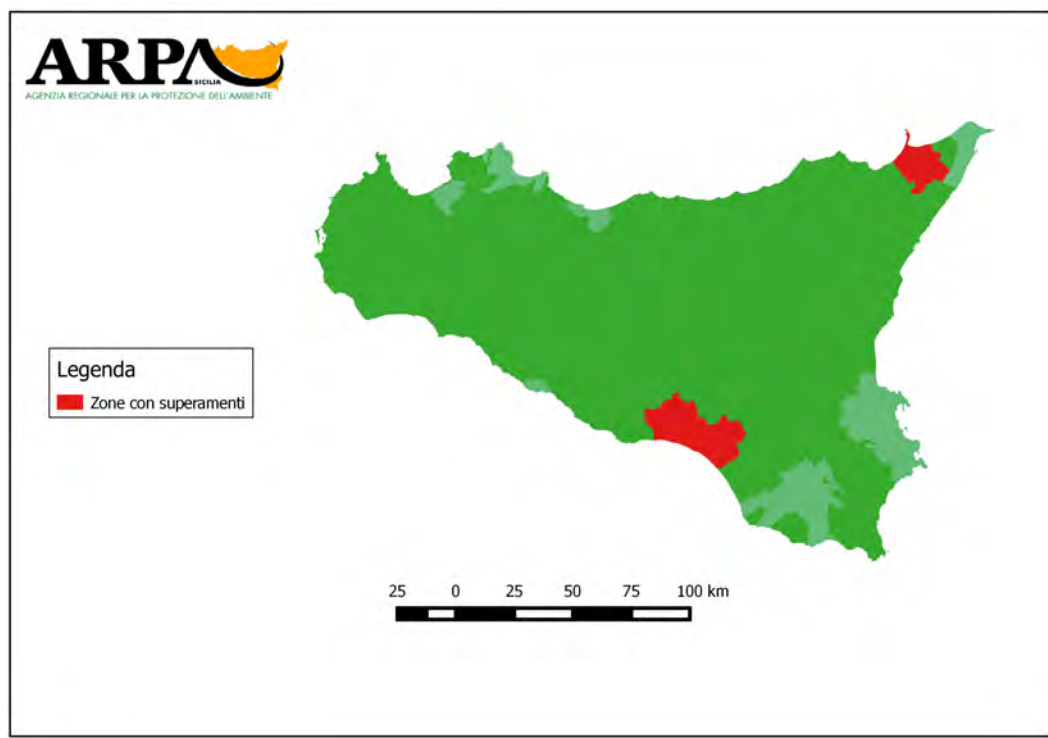 ARPA
SICILIA
AGENZIA REGIONALE PER LA PROTEZIONE DELL'AMBIENTE
Legenda
Zone con superamenti
25 0 25 50 75 100 km